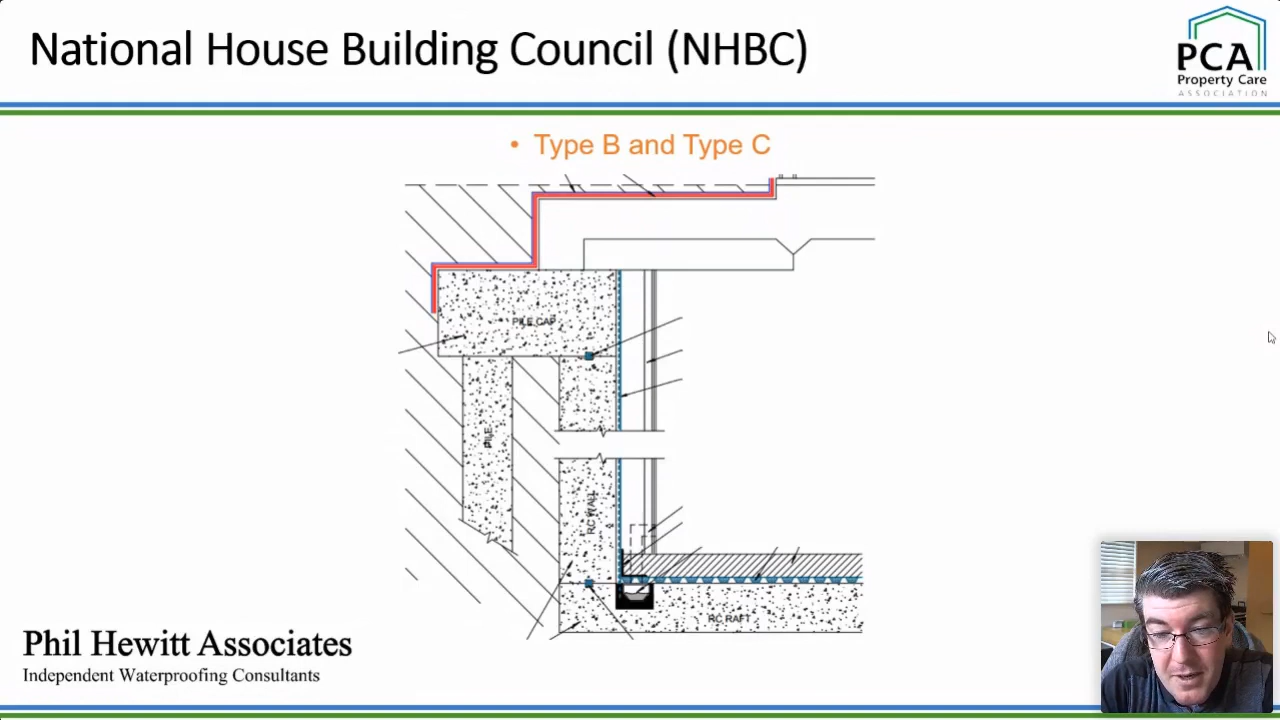 National House Building Council (NHBC)
PCA
Property Care
ASSOCIATION
• Type B and Type C
PILE CAP
PILE
RC WALL
RC RAFT
Phil Hewitt Associates
Independent Waterproofing Consultants